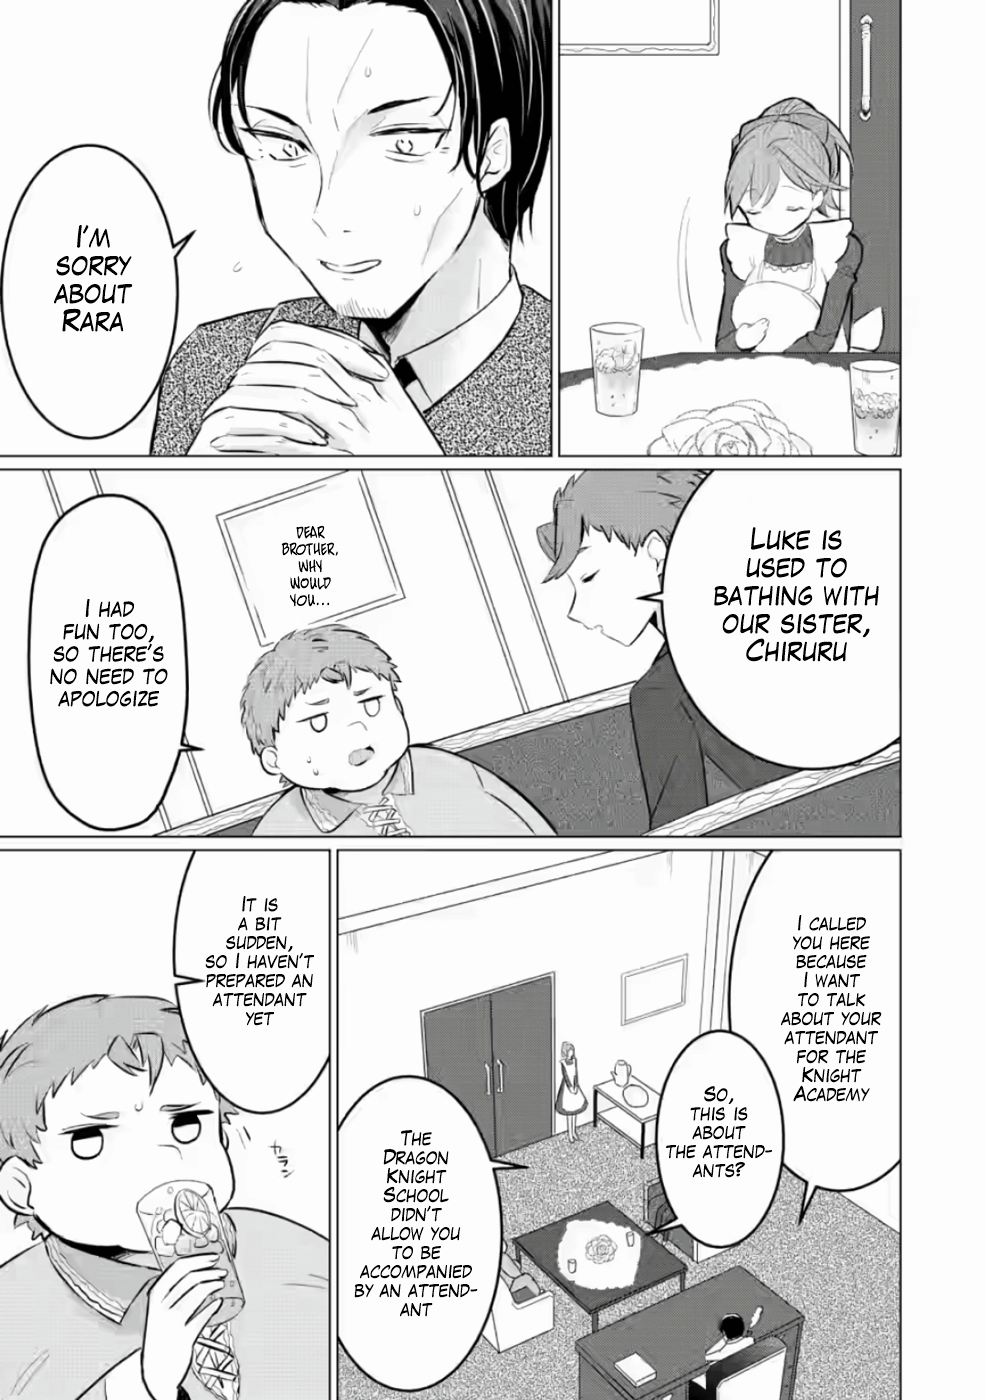 I'M
SORRY
ABOUT
RARA
LUKE IS
USED TO
BATHING WITH
OUR SISTER,
CHIRURU
DEAR
BROTHER,
WHY
WOULD
YOU...
I HAD
FUN TOO,
SO THERE'S
NO NEED TO
APOLOGIZE
I CALLED
YOU HERE
BECAUSE
I WANT
TO TALK
ABOUT YOUR
ATTENDANT
FOR THE
KNIGHT
ACADEMY
SO,
THIS IS
ABOUT
THE ATTEND-
ANTS?
THE
DRAGON
KNIGHT
SCHOOL
DIDN'T
ALLOW YOU
TO BE
ACCOMPANIED
BY AN ATTEND-
ANT
IT IS
A BIT
SUDDEN,
SO I HAVEN'T
PREPARED AN
ATTENDANT
YET
カラン